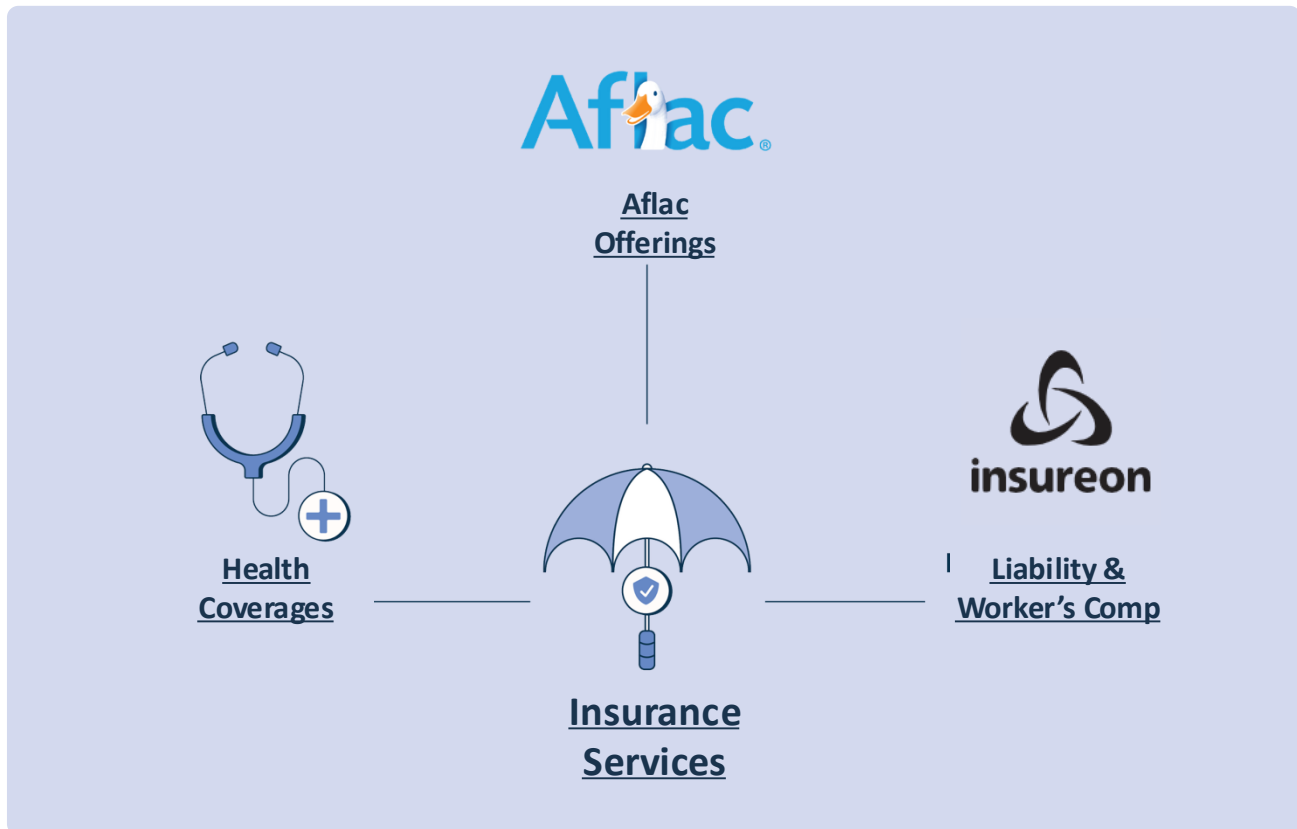 Aflac®
Aflac
Offerings
insureon
Health
Coverages
Liability &
Worker’s Comp
Insurance
Services